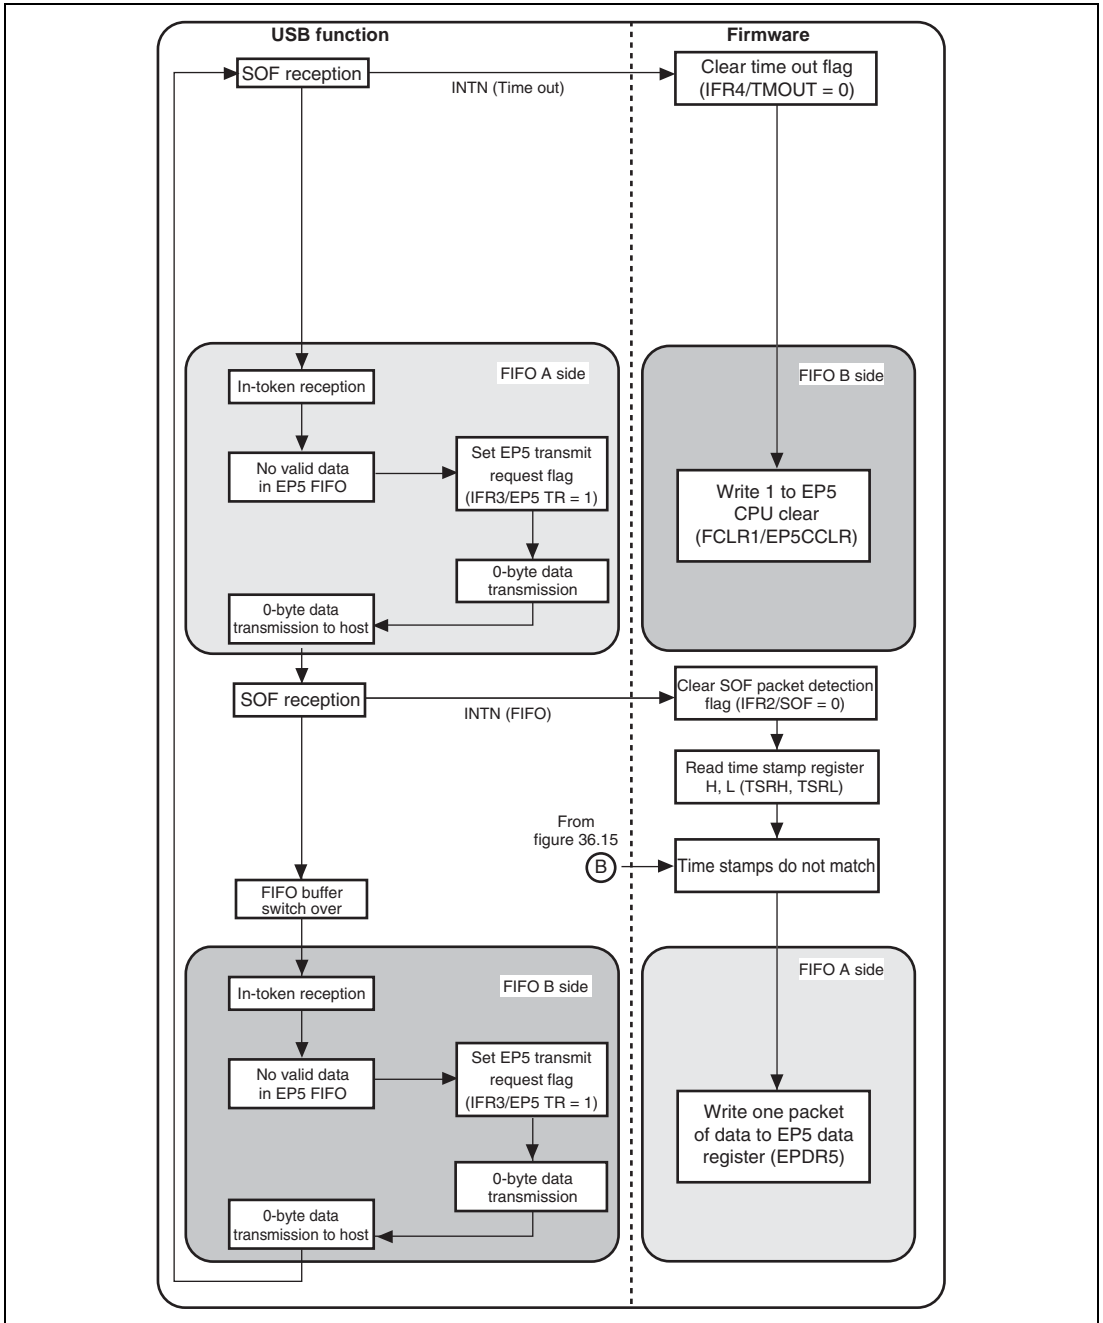 USB function
Firmware
SOF reception
INTN (Time out)
Clear time out flag
(IFR4/TMOUT = 0)
FIFO A side
In-token reception
No valid data
in EP5 FIFO
Set EP5 transmit
request flag
(IFR3/EP5 TR = 1)
0-byte data
transmission
0-byte data
transmission to host
FIFO B side
Write 1 to EP5
CPU clear
(FCLR1/EP5CCLR)
SOF reception
INTN (FIFO)
Clear SOF packet detection
flag (IFR2/SOF = 0)
Read time stamp register
H, L (TSRH, TSRL)
From
figure 36.15
B
Time stamps do not match
FIFO buffer
switch over
FIFO B side
In-token reception
No valid data
in EP5 FIFO
Set EP5 transmit
request flag
(IFR3/EP5 TR = 1)
0-byte data
transmission
0-byte data
transmission to host
FIFO A side
Write one packet
of data to EP5 data
register (EPDR5)